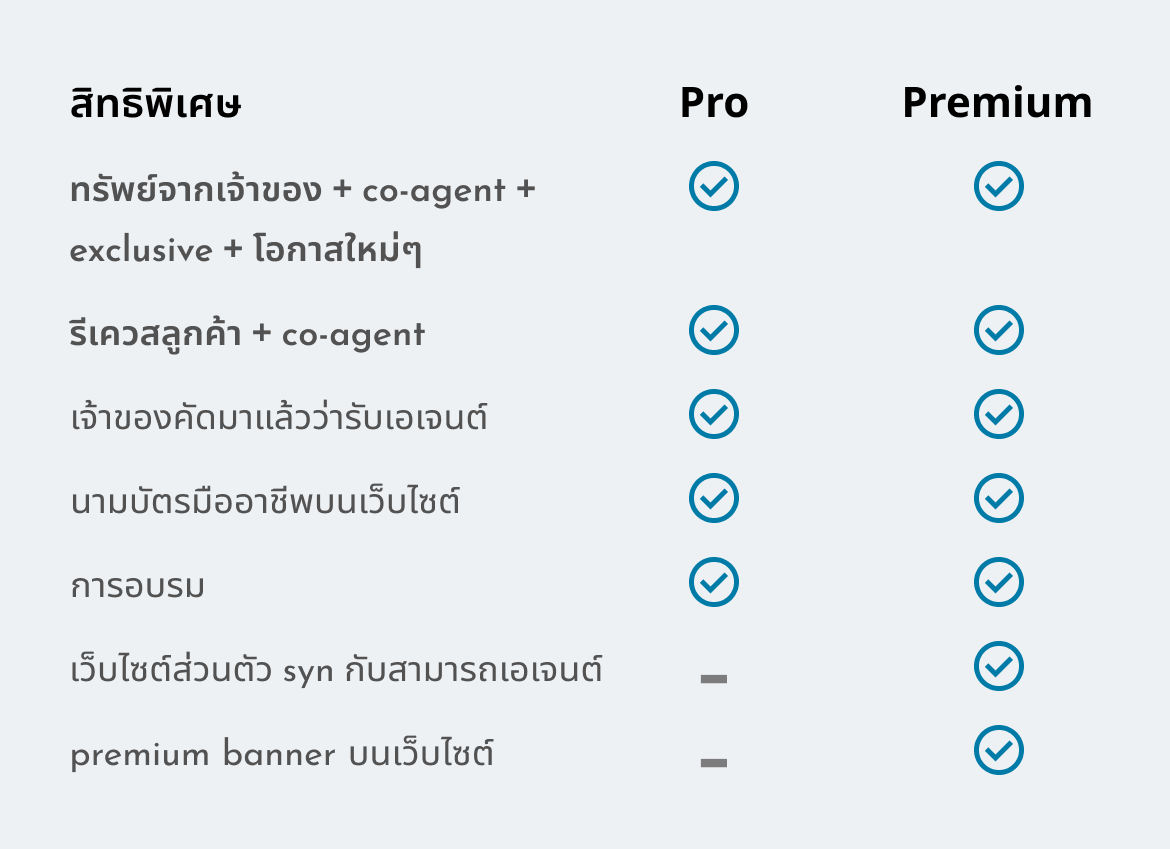 สิทธิพิเศษ Pro Premium
ทรัพย์จากเจ้าของ + co-agent +
exclusive + โอกาสใหม่ๆ
รีเควสลูกค้า + co-agent
เจ้าของคัดมาแล้วว่ารับเอเจนต์
นามบัตรมืออาชีพบนเว็บไซต์
การอบรม
เว็บไซต์ส่วนตัว syn กับสามารถเอเจนต์ -
premium banner บนเว็บไซต์ -